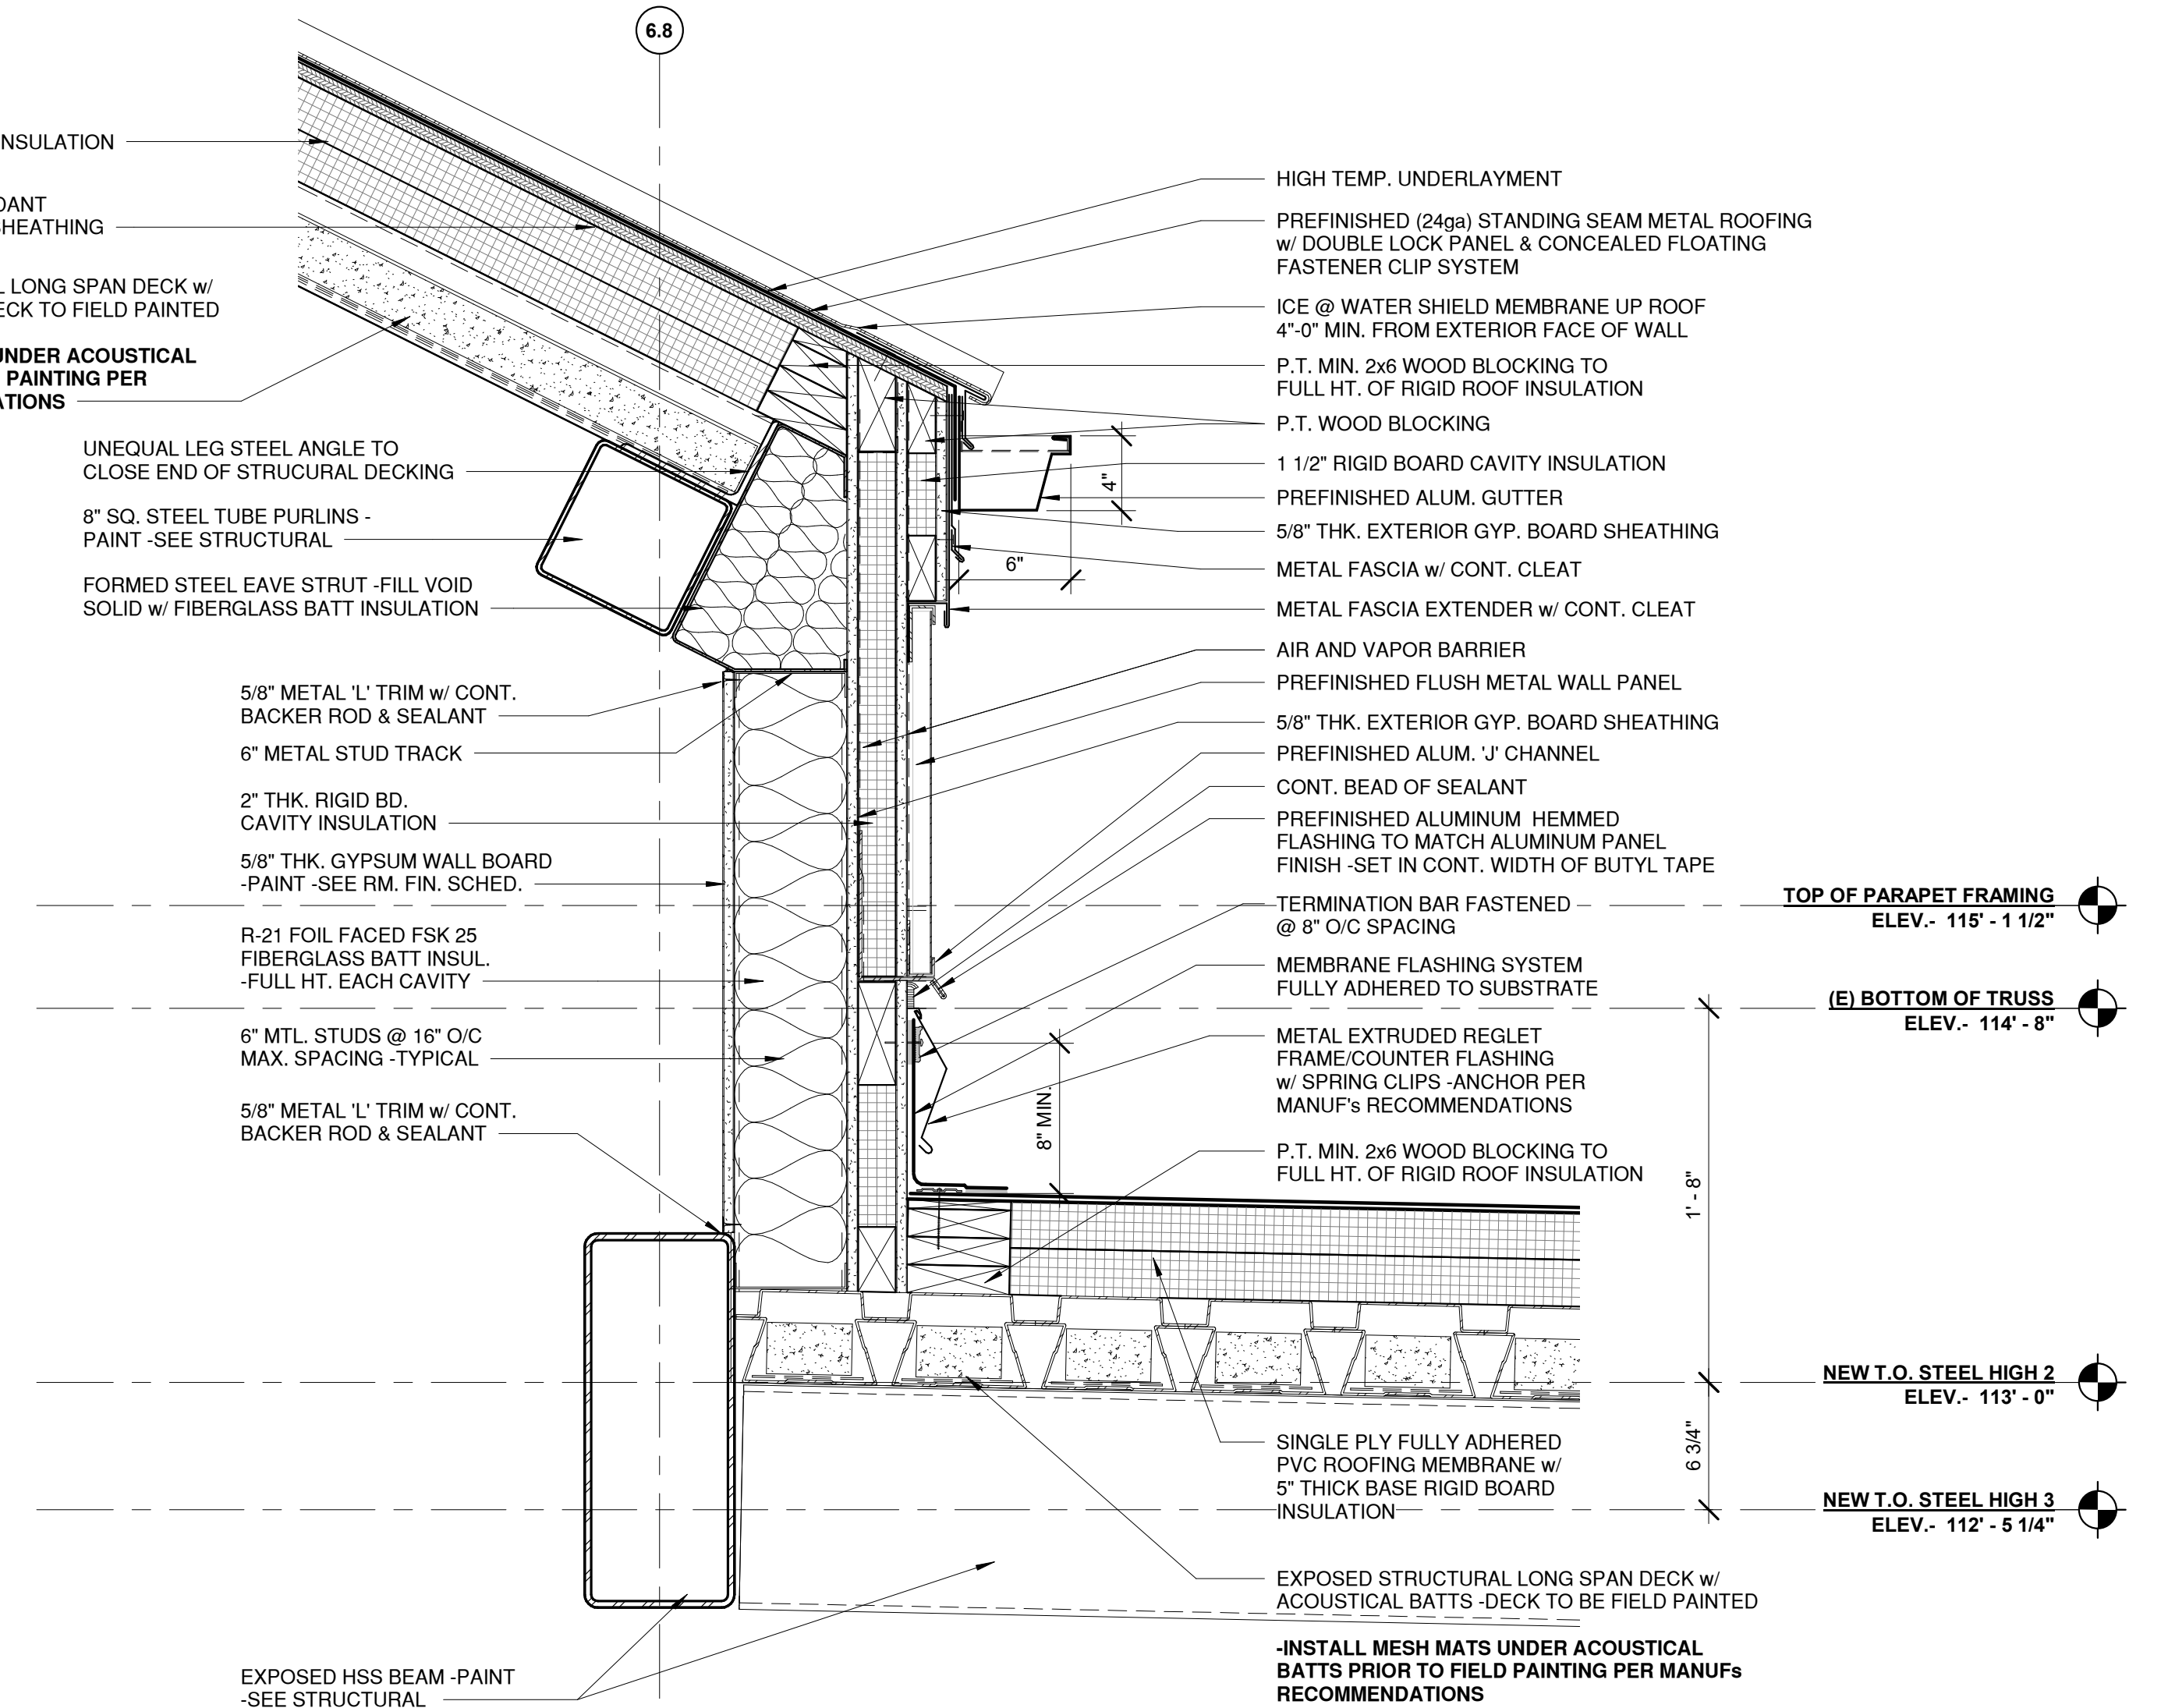 6.8
NSULATION
DANT
HEATHING
L LONG SPAN DECK w/
ECK TO FIELD PAINTED
UNDER ACOUSTICAL
PAINTING PER
ATIONS
UNEQUAL LEG STEEL ANGLE TO
CLOSE END OF STRUCURAL DECKING
8" SQ. STEEL TUBE PURLINS -
PAINT -SEE STRUCTURAL
FORMED STEEL EAVE STRUT -FILL VOID
SOLID w/ FIBERGLASS BATT INSULATION
5/8" METAL 'L' TRIM w/ CONT.
BACKER ROD & SEALANT
6" METAL STUD TRACK
2" THK. RIGID BD.
CAVITY INSULATION
5/8" THK. GYPSUM WALL BOARD
-PAINT -SEE RM. FIN. SCHED.
R-21 FOIL FACED FSK 25
FIBERGLASS BATT INSUL.
-FULL HT. EACH CAVITY
6" MTL. STUDS @ 16" O/C
MAX. SPACING -TYPICAL
5/8" METAL 'L' TRIM w/ CONT.
BACKER ROD & SEALANT
EXPOSED HSS BEAM -PAINT
-SEE STRUCTURAL
4"
6"
8" MIN.
HIGH TEMP. UNDERLAYMENT
PREFINISHED (24ga) STANDING SEAM METAL ROOFING
w/ DOUBLE LOCK PANEL & CONCEALED FLOATING
FASTENER CLIP SYSTEM
ICE @ WATER SHIELD MEMBRANE UP ROOF
4"-0" MIN. FROM EXTERIOR FACE OF WALL
P.T. MIN. 2x6 WOOD BLOCKING TO
FULL HT. OF RIGID ROOF INSULATION
P.T. WOOD BLOCKING
1 1/2" RIGID BOARD CAVITY INSULATION
PREFINISHED ALUM. GUTTER
5/8" THK. EXTERIOR GYP. BOARD SHEATHING
METAL FASCIA w/ CONT. CLEAT
METAL FASCIA EXTENDER w/ CONT. CLEAT
AIR AND VAPOR BARRIER
PREFINISHED FLUSH METAL WALL PANEL
5/8" THK. EXTERIOR GYP. BOARD SHEATHING
PREFINISHED ALUM. 'J' CHANNEL
CONT. BEAD OF SEALANT
PREFINISHED ALUMINUM  HEMMED
FLASHING TO MATCH ALUMINUM PANEL
FINISH -SET IN CONT. WIDTH OF BUTYL TAPE
TERMINATION BAR FASTENED
@ 8" O/C SPACING
MEMBRANE FLASHING SYSTEM
FULLY ADHERED TO SUBSTRATE
METAL EXTRUDED REGLET
FRAME/COUNTER FLASHING
w/ SPRING CLIPS -ANCHOR PER
MANUF's RECOMMENDATIONS
P.T. MIN. 2x6 WOOD BLOCKING TO
FULL HT. OF RIGID ROOF INSULATION
SINGLE PLY FULLY ADHERED
PVC ROOFING MEMBRANE w/
5" THICK BASE RIGID BOARD
INSULATION
EXPOSED STRUCTURAL LONG SPAN DECK w/
ACOUSTICAL BATTS -DECK TO BE FIELD PAINTED
-INSTALL MESH MATS UNDER ACOUSTICAL
BATTS PRIOR TO FIELD PAINTING PER MANUFs
RECOMMENDATIONS
TOP OF PARAPET FRAMING
ELEV.- 115' - 1 1/2"
(E) BOTTOM OF TRUSS
ELEV.- 114' - 8"
1' - 8"
NEW T.O. STEEL HIGH 2
ELEV.- 113' - 0"
6 3/4"
NEW T.O. STEEL HIGH 3
ELEV.- 112' - 5 1/4"